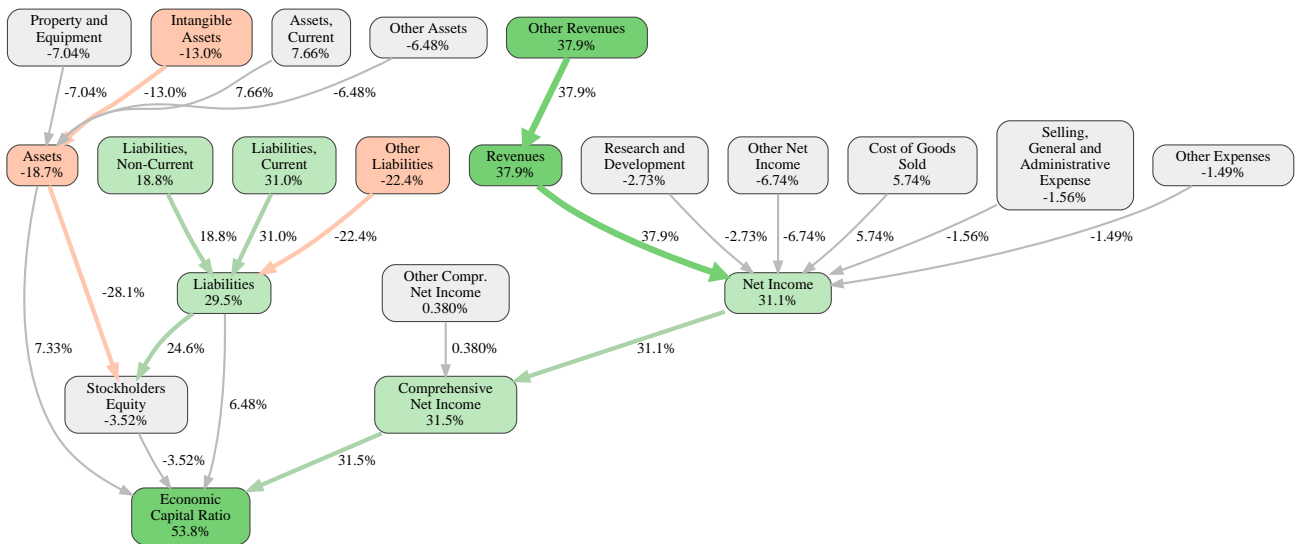 Property and
Equipment
-7.04%
Intangible
Assets
-13.0%
Assets,
Current
7.66%
Other Assets
-6.48%
Other Revenues
37.9%
-7.04%
-13.0%
7.66%
-6.48%
37.9%
Assets
-18.7%
Liabilities,
Non-Current
18.8%
Liabilities,
Current
31.0%
Other
Liabilities
-22.4%
Revenues
37.9%
Research and
Development
-2.73%
Other Net
Income
-6.74%
Cost of Goods
Sold
5.74%
Selling,
General and
Administrative
Expense
-1.56%
Other Expenses
-1.49%
18.8%
31.0%
-22.4%
37.9%
-2.73%
-6.74%
5.74%
-1.56%
-1.49%
-28.1%
Liabilities
29.5%
Other Compr.
Net Income
0.380%
Net Income
31.1%
7.33%
24.6%
0.380%
31.1%
Stockholders
Equity
-3.52%
6.48%
Comprehensive
Net Income
31.5%
-3.52%
31.5%
Economic
Capital Ratio
53.8%